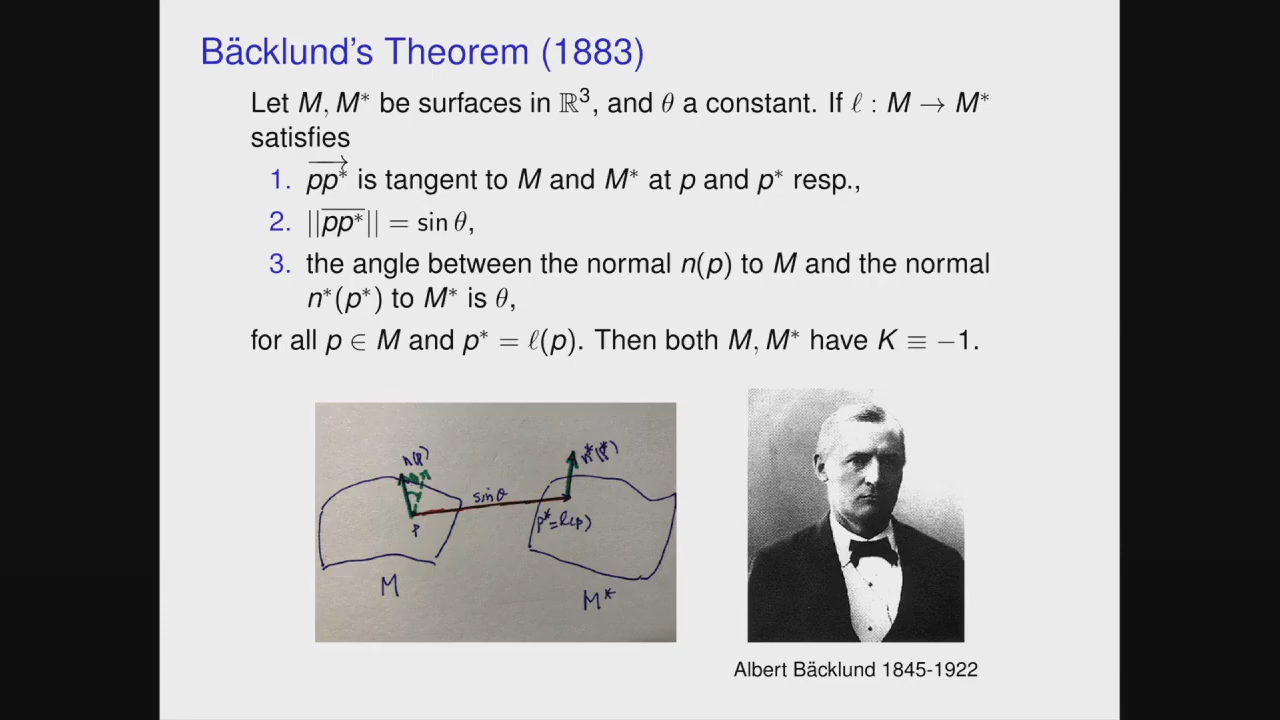 Bäcklund's Theorem (1883)
Let M, M* be surfaces in ℝ³, and θ a constant. If ℓ : M → M*
satisfies
1. pp* is tangent to M and M* at p and p* resp.,
2. ||pp*|| = sin θ,
3. the angle between the normal n(p) to M and the normal
n*(p*) to M* is θ,
for all p ∈ M and p* = ℓ(p). Then both M, M* have K ≡ −1.
n(p)
n*(p*)
sinθ
p
p*=ℓ(p)
M
M*
Albert Bäcklund 1845-1922